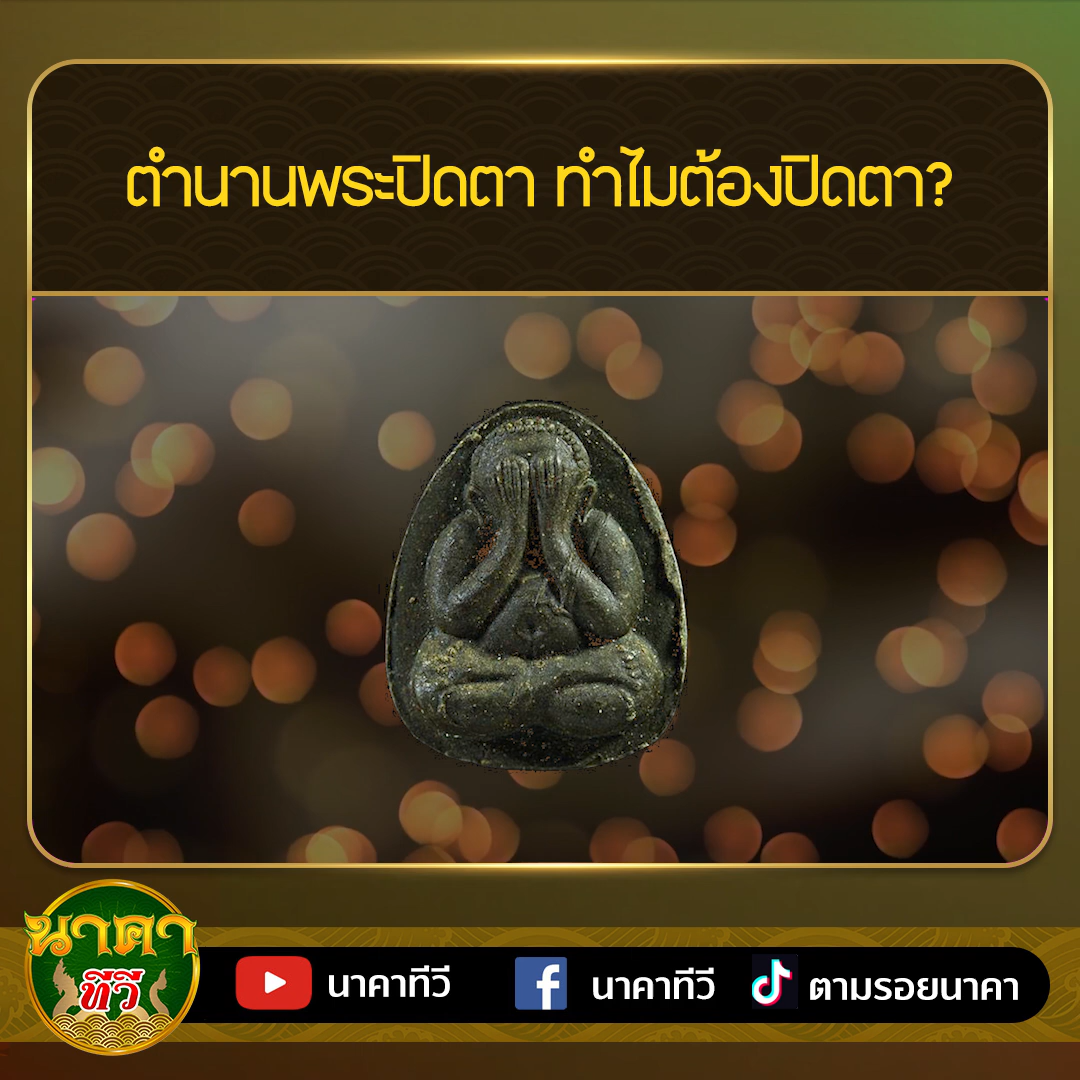 ตำนานพระปิดตา ทำไมต้องปิดตา?
นาคา
ทีวี
นาคาทีวี
นาคาทีวี
ตามรอยนาคา